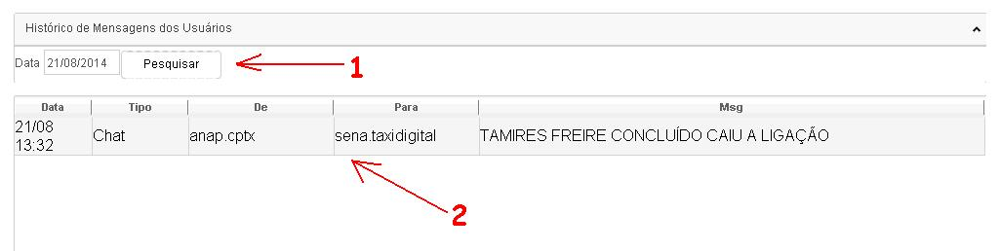 Histórico de Mensagens dos Usuários
Data 21/08/2014 Pesquisar 1
Data Tipo De Para Msg
21/08 13:32 Chat anap.cptx sena.taxidigital TAMIRES FREIRE CONCLUÍDO CAIU A LIGAÇÃO
2